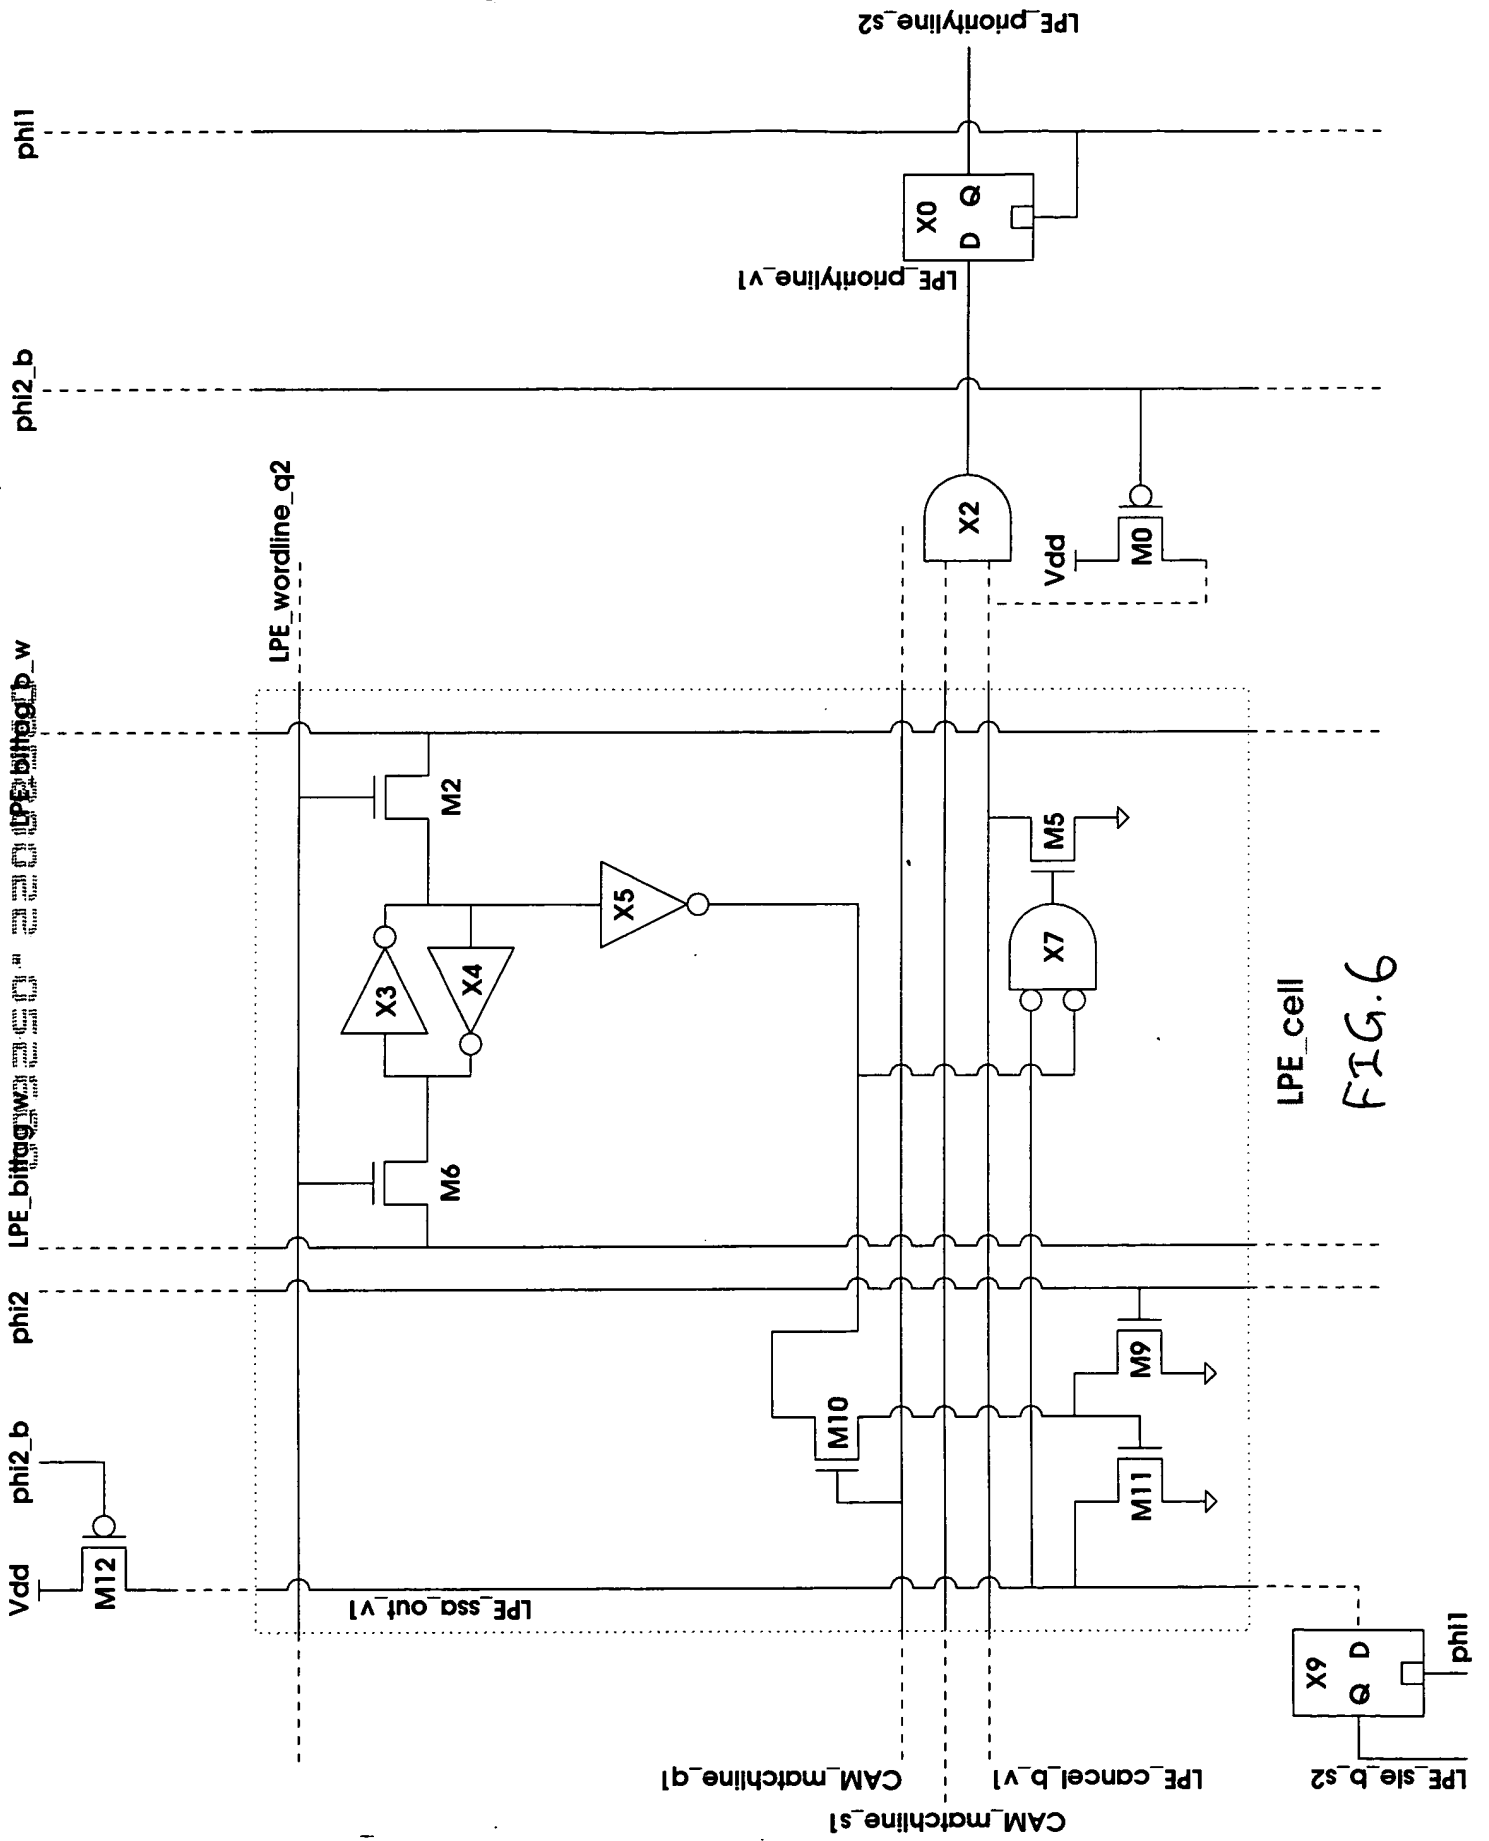 LPE_priorityline_s2
phi1
X0
D Q
LPE_priorityline_v1
phi2_b
LPE_wordline_q2
X2
Vdd
M0
LPE_bittag_b_w
M2
X3
X4
X5
M5
X7
M6
LPE_bittag_w
LPE_cell
FIG.6
phi2
M9
M10
M11
phi2_b
Vdd
M12
LPE_ssa_out_v1
X9
Q D
phi1
CAM_matchline_q1
CAM_matchline_s1
LPE_cancel_b_v1
LPE_sle_b_s2